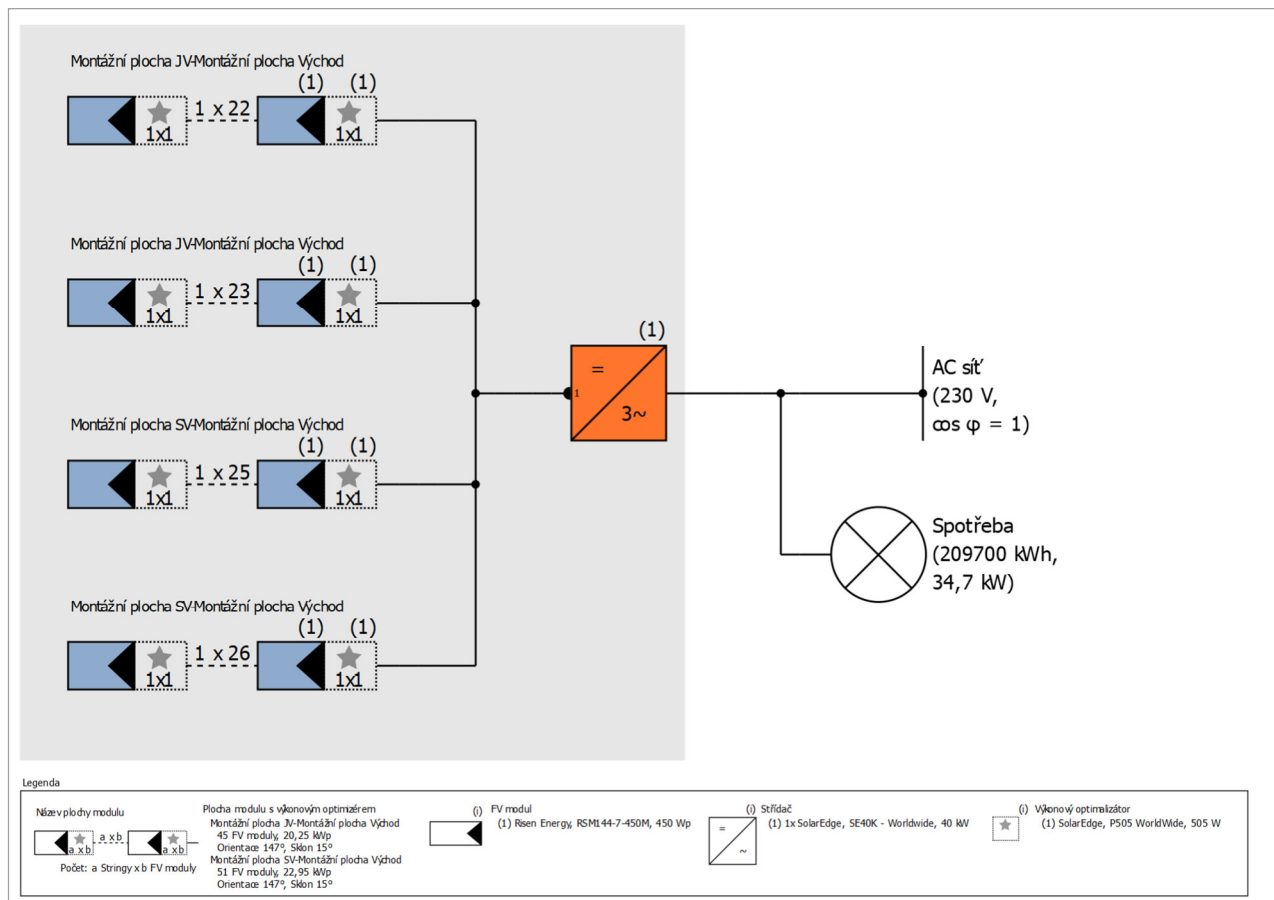 Montážní plocha JV-Montážní plocha Východ
(1) (1)
1 x 22
1x1 1x1
Montážní plocha JV-Montážní plocha Východ
(1) (1)
1 x 23
1x1 1x1
(1)
=
1
3~
AC síť
(230 V,
cos φ = 1)
Montážní plocha SV-Montážní plocha Východ
(1) (1)
1 x 25
1x1 1x1
Spotřeba
(209700 kWh,
34,7 kW)
Montážní plocha SV-Montážní plocha Východ
(1) (1)
1 x 26
1x1 1x1
Legenda
Název plochy modulu
a x b
a x b a x b
Počet: a Stringy x b FV moduly
Plocha modulu s výkonovým optimizérem
Montážní plocha JV-Montážní plocha Východ
45 FV moduly, 20,25 kWp
Orientace 147°, Sklon 15°
Montážní plocha SV-Montážní plocha Východ
51 FV moduly, 22,95 kWp
Orientace 147°, Sklon 15°
(i) FV modul
(1) Risen Energy, RSM144-7-450M, 450 Wp
(i) Střídač
(1) 1x SolarEdge, SE40K - Worldwide, 40 kW
=
~
(i) Výkonový optimalizátor
(1) SolarEdge, P505 WorldWide, 505 W